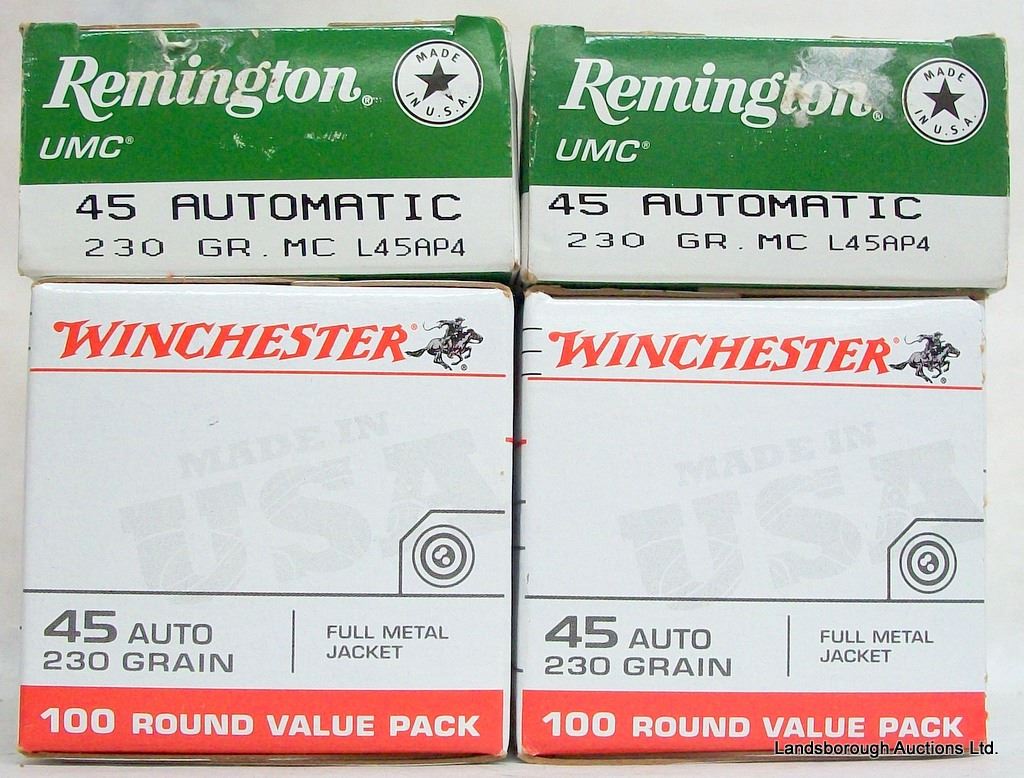 Remington®
UMC®
MADE
IN U.S.A.
45 AUTOMATIC
230 GR. MC L45AP4
Remington®
UMC®
MADE
IN U.S.A.
45 AUTOMATIC
230 GR. MC L45AP4
WINCHESTER®
®
MADE IN
USA
45 AUTO
230 GRAIN
FULL METAL
JACKET
100 ROUND VALUE PACK
WINCHESTER®
®
MADE IN
USA
45 AUTO
230 GRAIN
FULL METAL
JACKET
100 ROUND VALUE PACK
Landsborough Auctions Ltd.